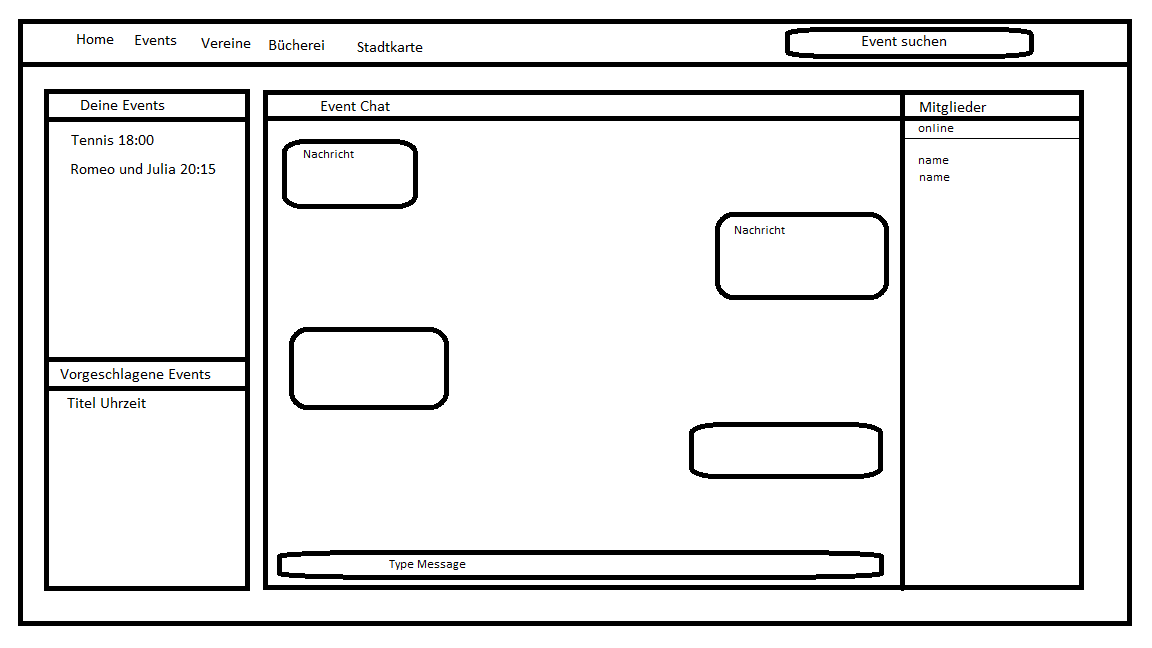 Home Events Vereine Bücherei Stadtkarte Event suchen
Deine Events
Tennis 18:00
Romeo und Julia 20:15
Vorgeschlagene Events
Titel Uhrzeit
Event Chat
Nachricht
Nachricht
Type Message
Mitglieder
online
name
name